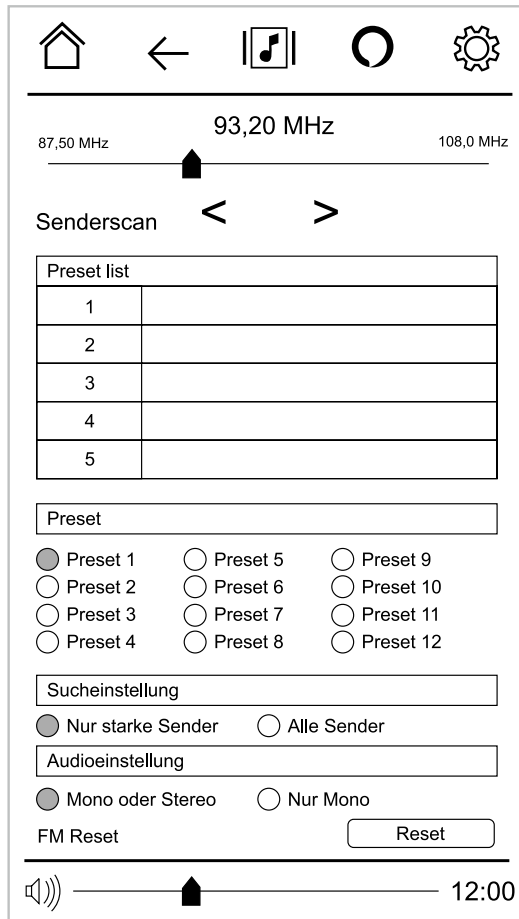 93,20 MHz
87,50 MHz 108,0 MHz
Senderscan < >
Preset list
1
2
3
4
5
Preset
Preset 1 Preset 5 Preset 9
Preset 2 Preset 6 Preset 10
Preset 3 Preset 7 Preset 11
Preset 4 Preset 8 Preset 12
Sucheinstellung
Nur starke Sender Alle Sender
Audioeinstellung
Mono oder Stereo Nur Mono
FM Reset Reset
12:00